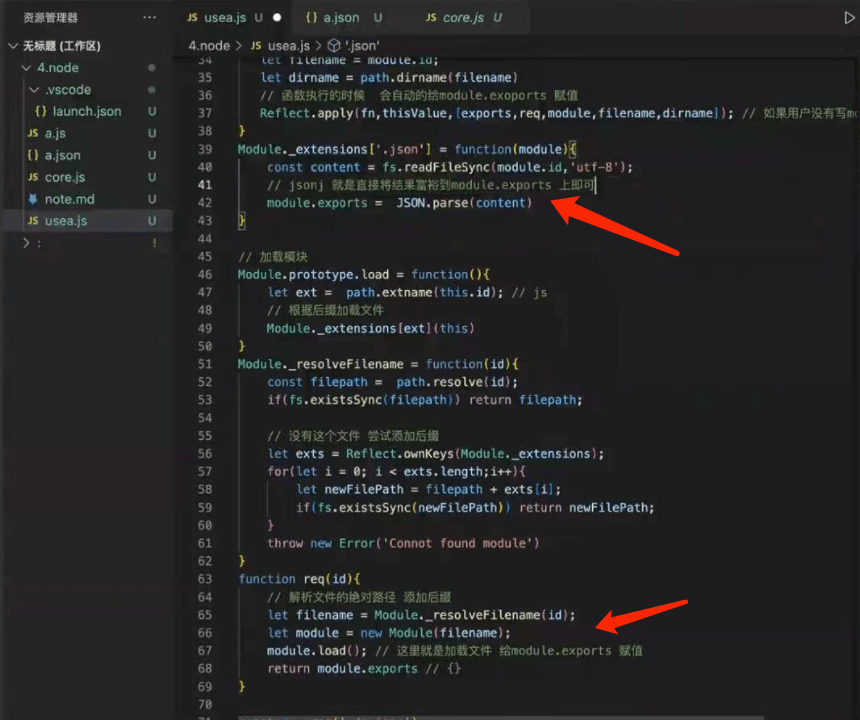 资源管理器 ···
无标题 (工作区)
4.node
.vscode
{} launch.json U
JS a.js U
{} a.json U
JS core.js U
note.md U
JS usea.js U
: !
JS usea.js U
{} a.json U
JS core.js U
4.node > JS usea.js > '.json'
34 let filename = module.id;
35 let dirname = path.dirname(filename)
36 // 函数执行的时候 会自动的给module.exoports 赋值
37 Reflect.apply(fn,thisValue,[exports,req,module,filename,dirname]); // 如果用户没有写mo
38 }
39 Module._extensions['.json'] = function(module){
40 const content = fs.readFileSync(module.id,'utf-8');
41 // jsonj 就是直接将结果富裕到module.exports 上即可
42 module.exports = JSON.parse(content)
43 }
44
45 // 加载模块
46 Module.prototype.load = function(){
47 let ext = path.extname(this.id); // js
48 // 根据后缀加载文件
49 Module._extensions[ext](this)
50 }
51 Module._resolveFilename = function(id){
52 const filepath = path.resolve(id);
53 if(fs.existsSync(filepath)) return filepath;
54
55 // 没有这个文件 尝试添加后缀
56 let exts = Reflect.ownKeys(Module._extensions);
57 for(let i = 0; i < exts.length;i++){
58 let newFilePath = filepath + exts[i];
59 if(fs.existsSync(newFilePath)) return newFilePath;
60 }
61 throw new Error('Connot found module')
62 }
63 function req(id){
64 // 解析文件的绝对路径 添加后缀
65 let filename = Module._resolveFilename(id);
66 let module = new Module(filename);
67 module.load(); // 这里就是加载文件 给module.exports 赋值
68 return module.exports // {}
69 }
70